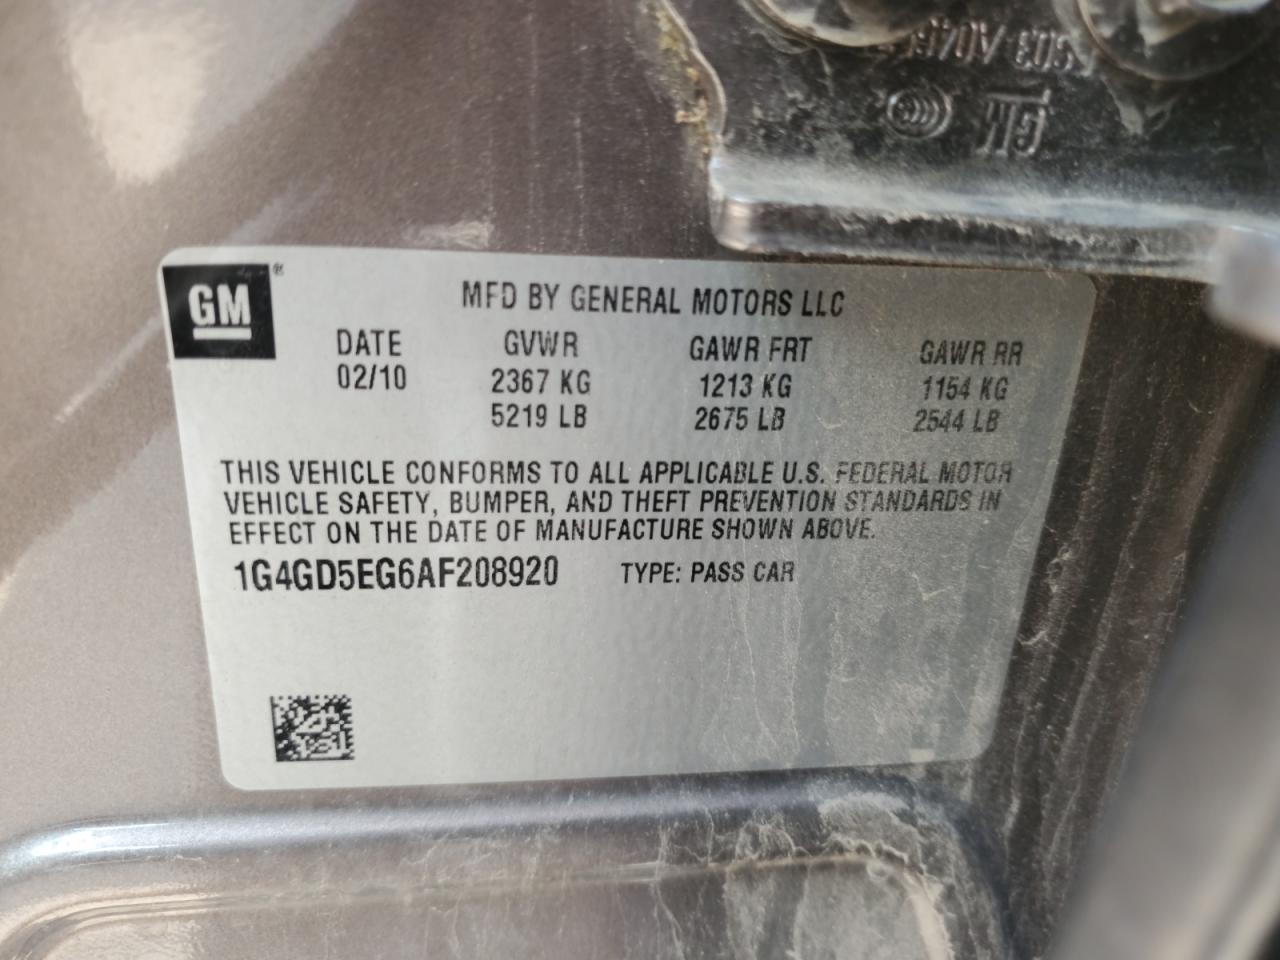 GM
GM ®
MFD BY GENERAL MOTORS LLC
DATE GVWR GAWR FRT GAWR RR
02/10 2367 KG 1213 KG 1154 KG
5219 LB 2675 LB 2544 LB
THIS VEHICLE CONFORMS TO ALL APPLICABLE U.S. FEDERAL MOTOR
VEHICLE SAFETY, BUMPER, AND THEFT PREVENTION STANDARDS IN
EFFECT ON THE DATE OF MANUFACTURE SHOWN ABOVE.
1G4GD5EG6AF208920 TYPE: PASS CAR